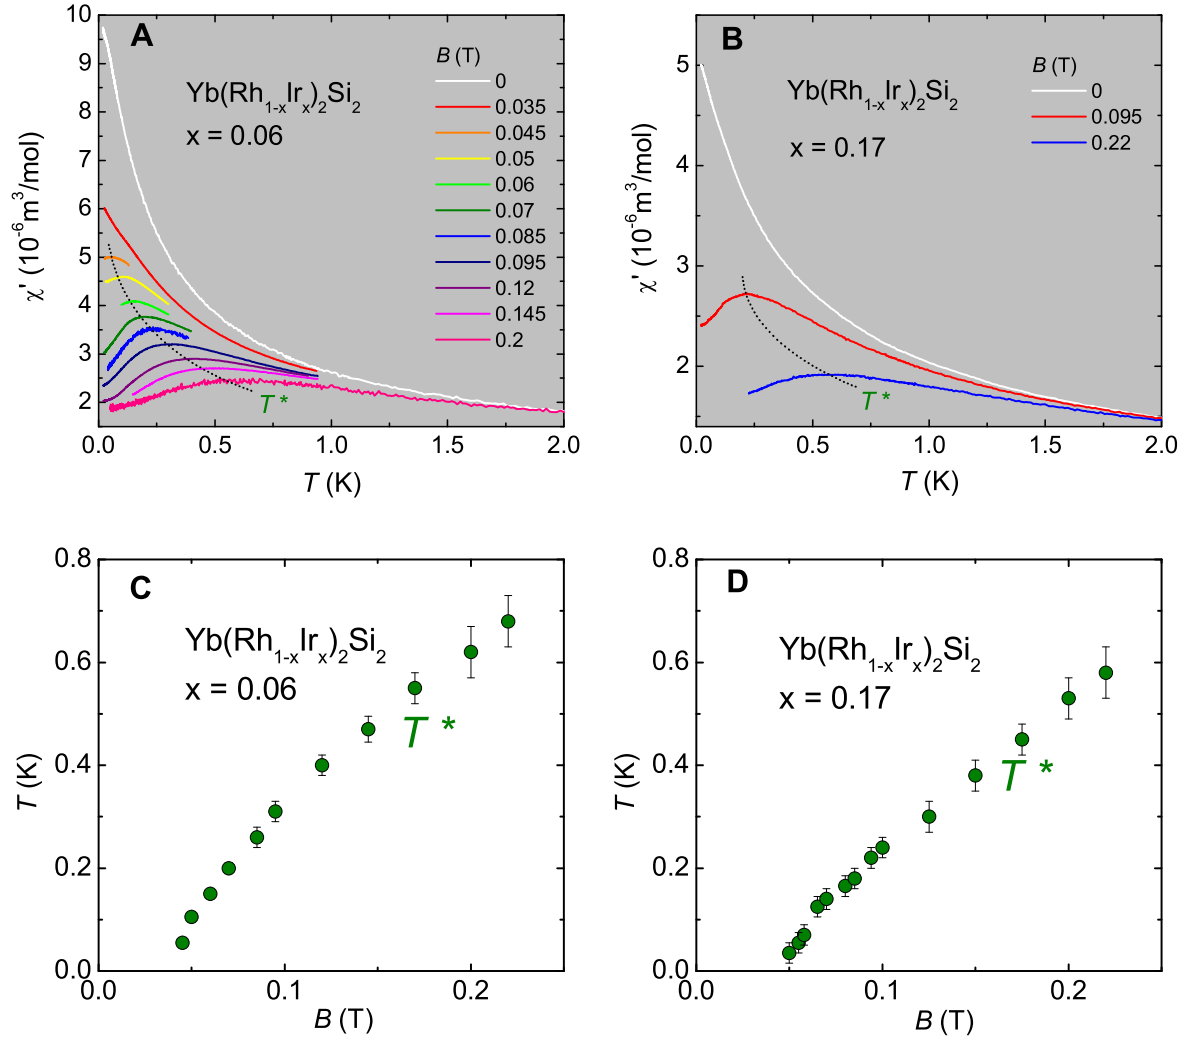 A
Yb(Rh1-xIrx)2Si2
x = 0.06
B (T)
0
0.035
0.045
0.05
0.06
0.07
0.085
0.095
0.12
0.145
0.2
T *
10
9
8
7
6
5
4
3
2
χ' (10-6m3/mol)
0.0 0.5 1.0 1.5 2.0
T (K)
B
Yb(Rh1-xIrx)2Si2
x = 0.17
B (T)
0
0.095
0.22
T *
5
4
3
2
χ' (10-6m3/mol)
0.0 0.5 1.0 1.5 2.0
T (K)
C
Yb(Rh1-xIrx)2Si2
x = 0.06
T *
0.8
0.6
0.4
0.2
0.0
T (K)
0.0 0.1 0.2
B (T)
D
Yb(Rh1-xIrx)2Si2
x = 0.17
T *
0.8
0.6
0.4
0.2
0.0
T (K)
0.0 0.1 0.2
B (T)